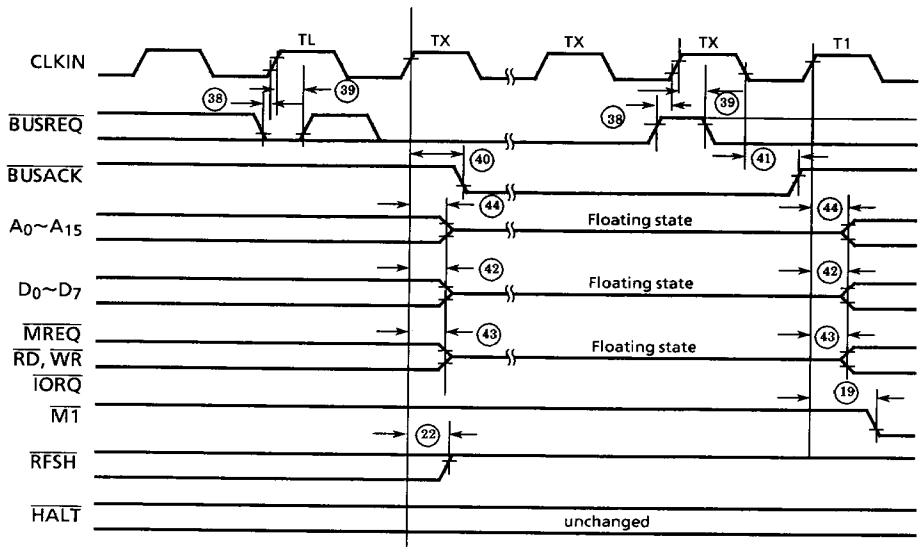 TL TX TX TX T1
CLKIN
38 39 38 39
BUSREQ
40 41
BUSACK
44 44
A0~A15 Floating state
42 42
D0~D7 Floating state
MREQ 43 43
RD, WR Floating state
IORQ
19
M1
22
RFSH
HALT unchanged